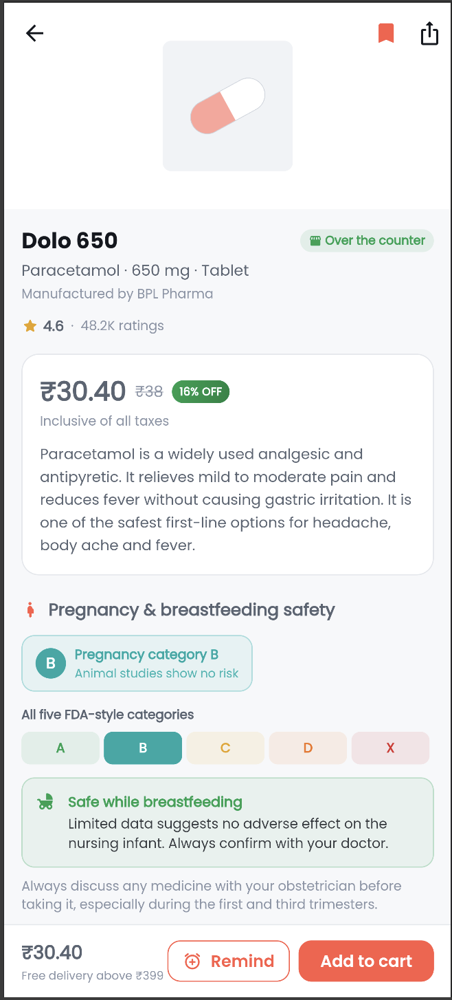 Dolo 650
Over the counter
Paracetamol · 650 mg · Tablet
Manufactured by BPL Pharma
4.6 · 48.2K ratings
₹30.40 ₹38 16% OFF
Inclusive of all taxes
Paracetamol is a widely used analgesic and
antipyretic. It relieves mild to moderate pain and
reduces fever without causing gastric irritation. It is
one of the safest first-line options for headache,
body ache and fever.
Pregnancy & breastfeeding safety
B
Pregnancy category B
Animal studies show no risk
All five FDA-style categories
A B C D X
Safe while breastfeeding
Limited data suggests no adverse effect on the
nursing infant. Always confirm with your doctor.
Always discuss any medicine with your obstetrician before
taking it, especially during the first and third trimesters.
₹30.40
Free delivery above ₹399
Remind
Add to cart